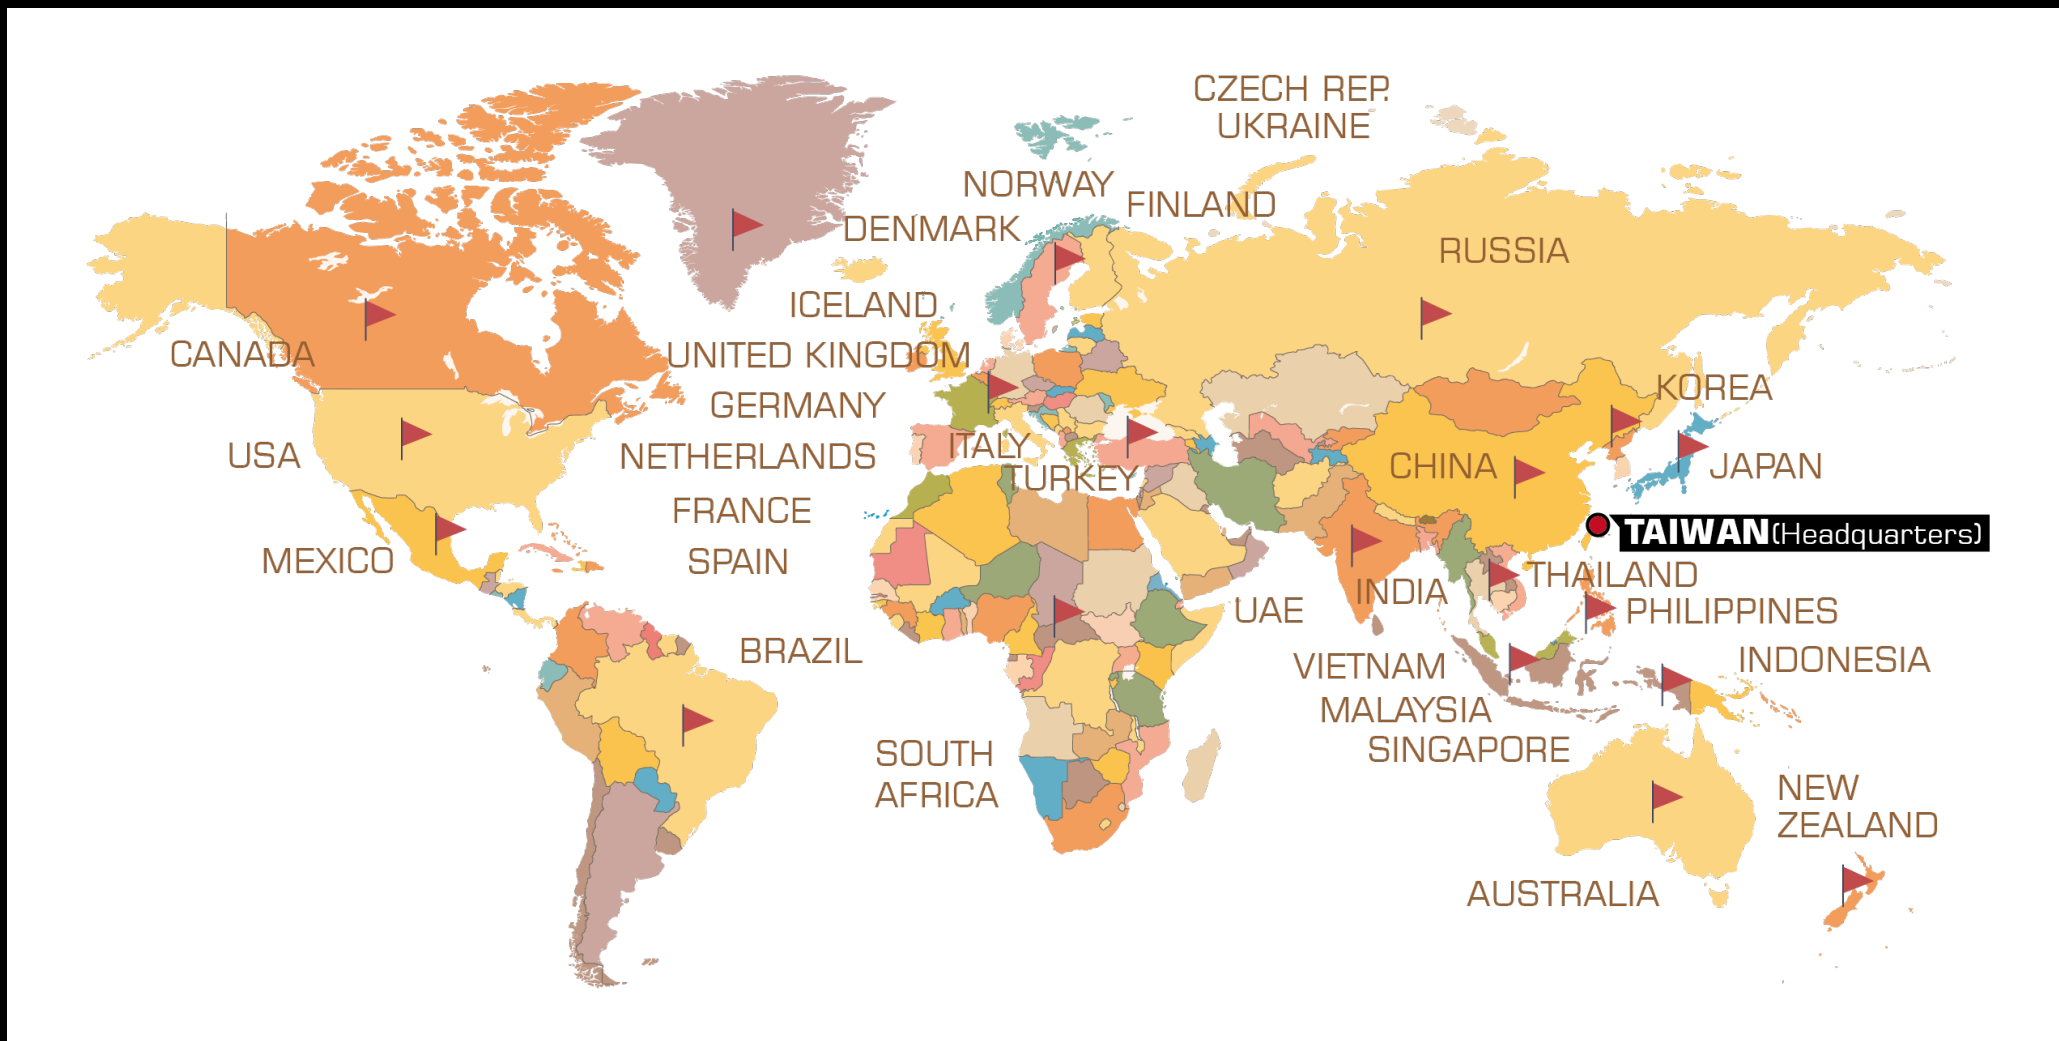 CZECH REP.
UKRAINE
NORWAY
FINLAND
DENMARK
RUSSIA
ICELAND
CANADA
UNITED KINGDOM
KOREA
GERMANY
USA
NETHERLANDS
ITALY
TURKEY
CHINA
JAPAN
FRANCE
TAIWAN(Headquarters)
MEXICO
SPAIN
INDIA
THAILAND
UAE
PHILIPPINES
BRAZIL
VIETNAM
INDONESIA
MALAYSIA
SINGAPORE
SOUTH
AFRICA
NEW
ZEALAND
AUSTRALIA